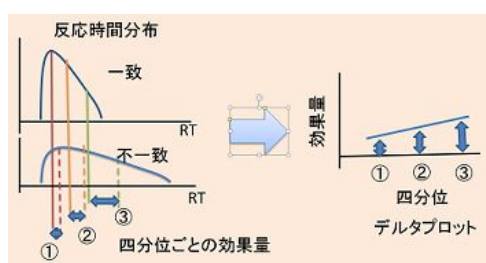 反応時間分布
一致
RT
不一致
RT
①
②
③
四分位ごとの効果量
効果量
①
②
③
四分位
デルタプロット